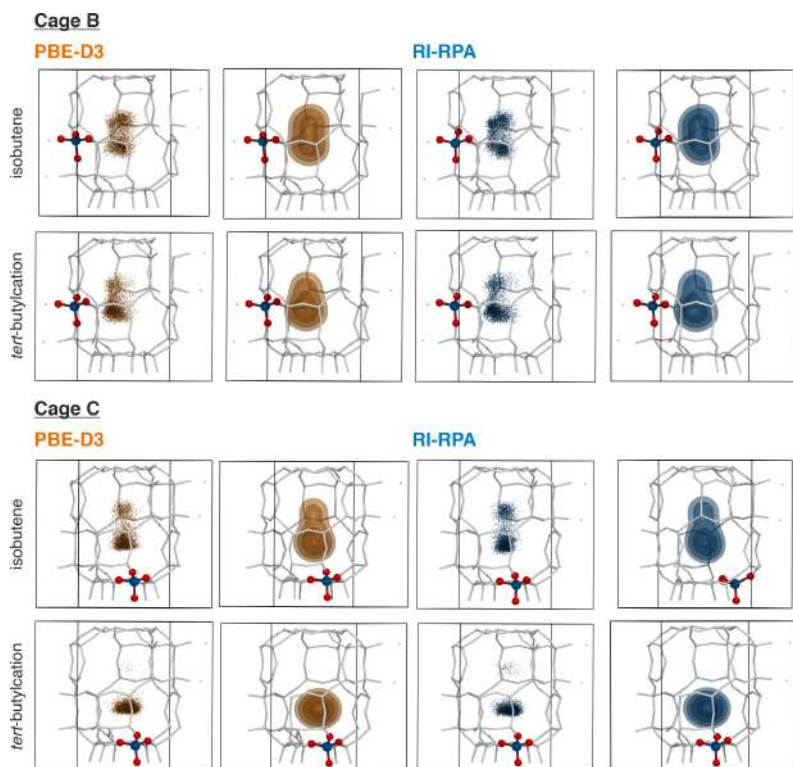 Cage B
PBE-D3 RI-RPA
isobutene
tert-butylcation
Cage C
PBE-D3 RI-RPA
isobutene
tert-butylcation